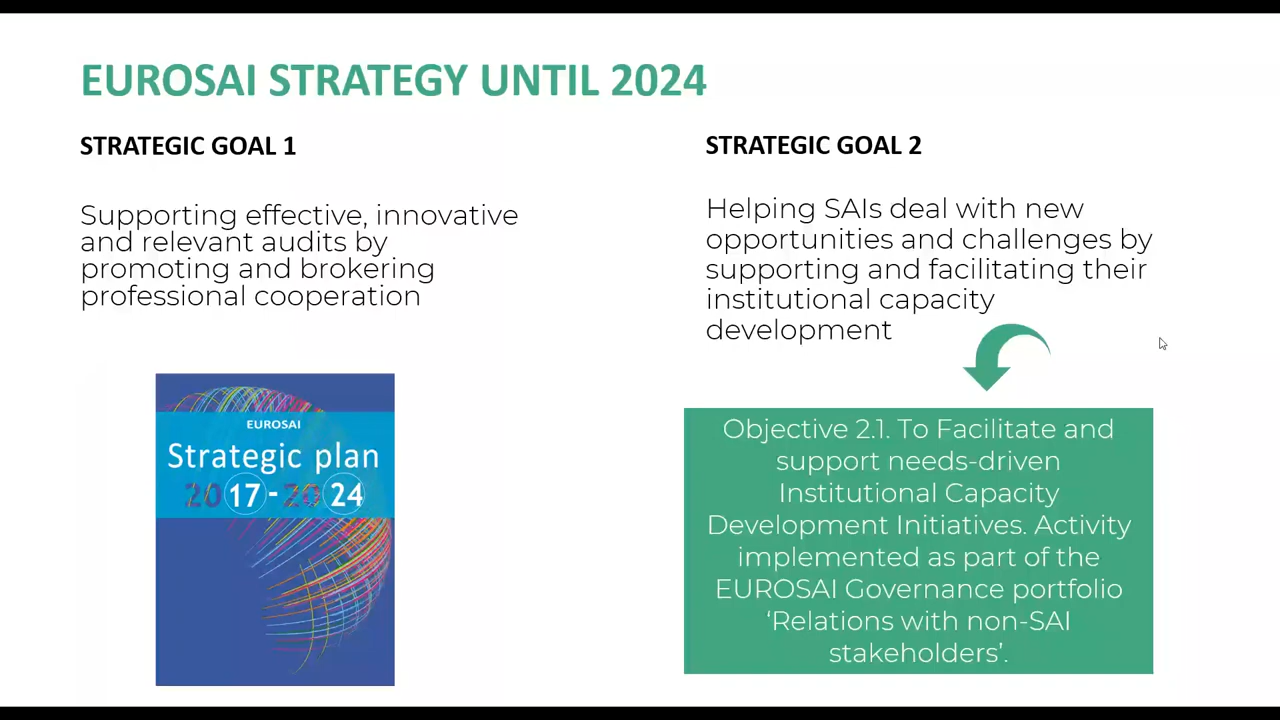 EUROSAI STRATEGY UNTIL 2024
STRATEGIC GOAL 1
Supporting effective, innovative
and relevant audits by
promoting and brokering
professional cooperation
EUROSAI
Strategic plan
2017-2024
STRATEGIC GOAL 2
Helping SAIs deal with new
opportunities and challenges by
supporting and facilitating their
institutional capacity
development
Objective 2.1. To Facilitate and
support needs-driven
Institutional Capacity
Development Initiatives. Activity
implemented as part of the
EUROSAI Governance portfolio
‘Relations with non-SAI
stakeholders’.